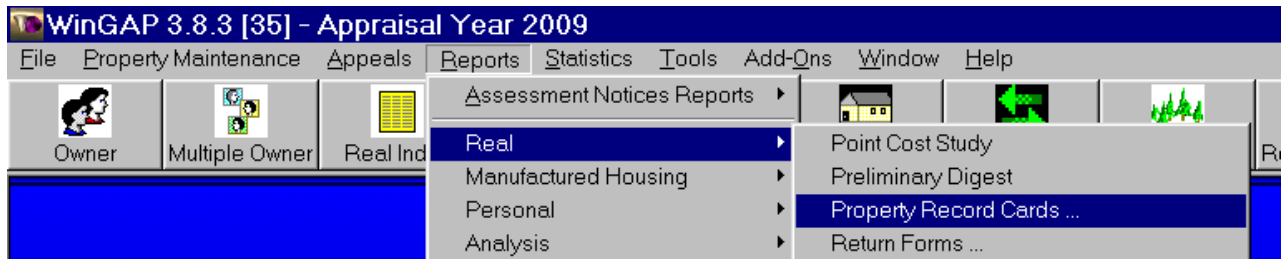 WinGAP 3.8.3 [35] - Appraisal Year 2009
File Property Maintenance Appeals Reports Statistics Tools Add-Ons Window Help
Assessment Notices Reports
Owner Multiple Owner Real Ind
Real
Manufactured Housing
Personal
Analysis
Point Cost Study
Preliminary Digest
Property Record Cards ...
Return Forms ...